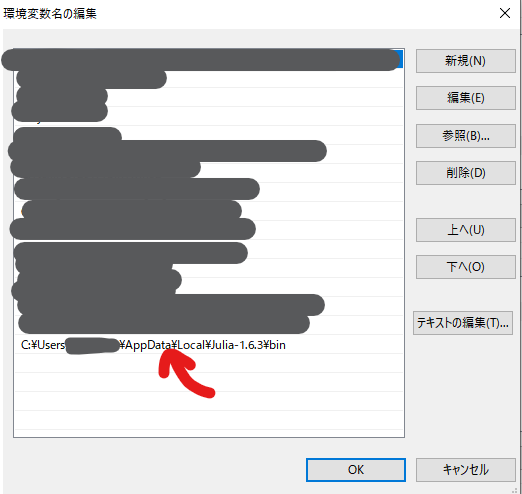 環境変数名の編集
新規(N)
編集(E)
参照(B)...
削除(D)
上へ(U)
下へ(O)
テキストの編集(T)...
C:¥Users ¥AppData¥Local¥Julia-1.6.3¥bin
OK
キャンセル